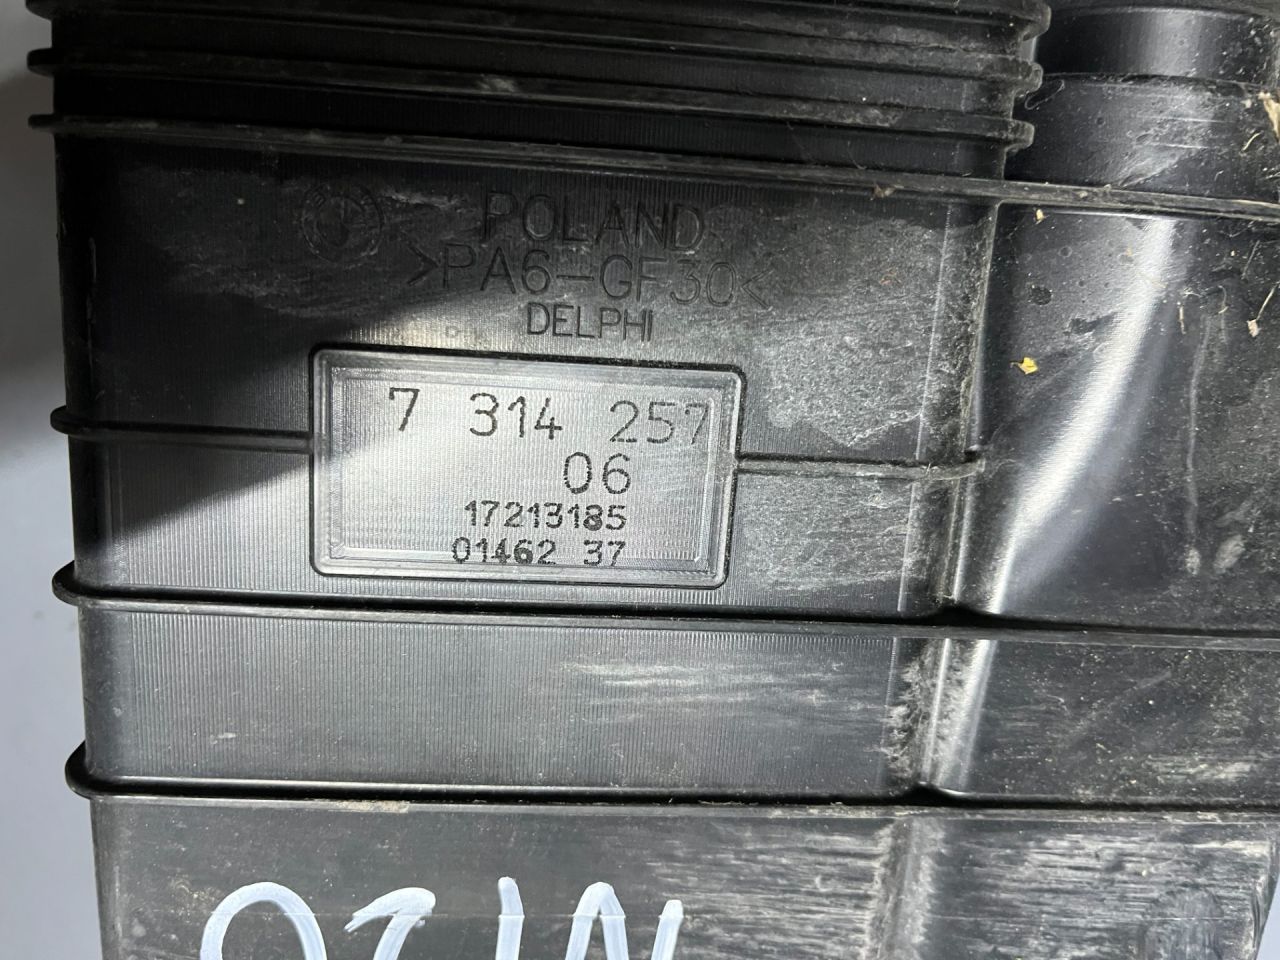 POLAND
>PA6-GF30<
DELPHI
7 314 257
06
17213185
01462 37